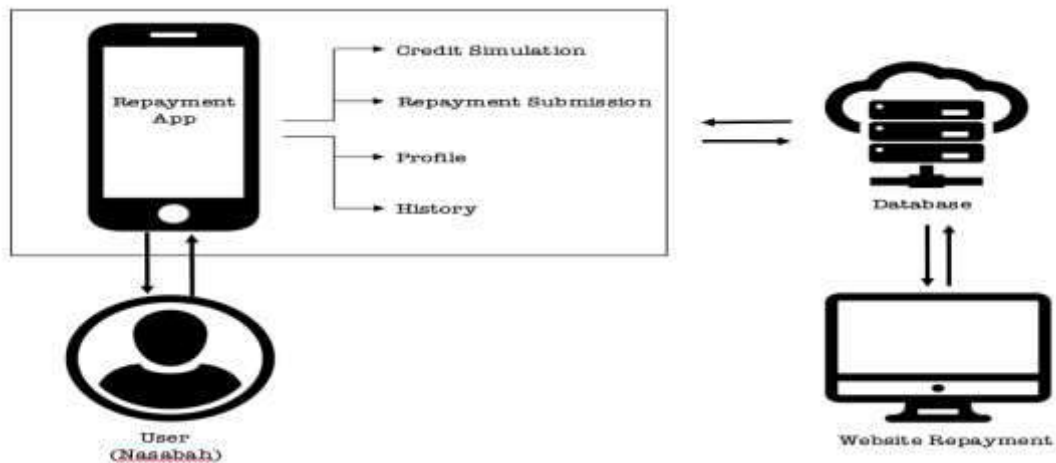 Repayment
App
Credit Simulation
Repayment Submission
Profile
History
Database
User
(Nasabah)
Website Repayment